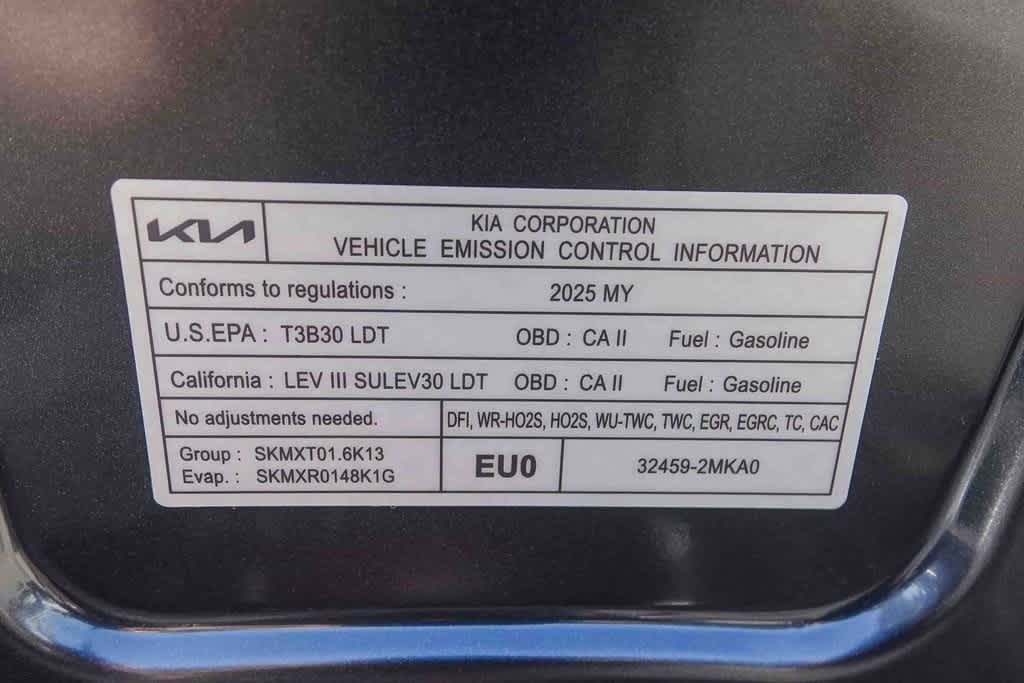 KIA
KIA CORPORATION
VEHICLE EMISSION CONTROL INFORMATION
Conforms to regulations : 2025 MY
U.S.EPA : T3B30 LDT OBD : CA II Fuel : Gasoline
California : LEV III SULEV30 LDT OBD : CA II Fuel : Gasoline
No adjustments needed. DFI, WR-HO2S, HO2S, WU-TWC, TWC, EGR, EGRC, TC, CAC
Group : SKMXT01.6K13
Evap. : SKMXR0148K1G
EU0
32459-2MKA0